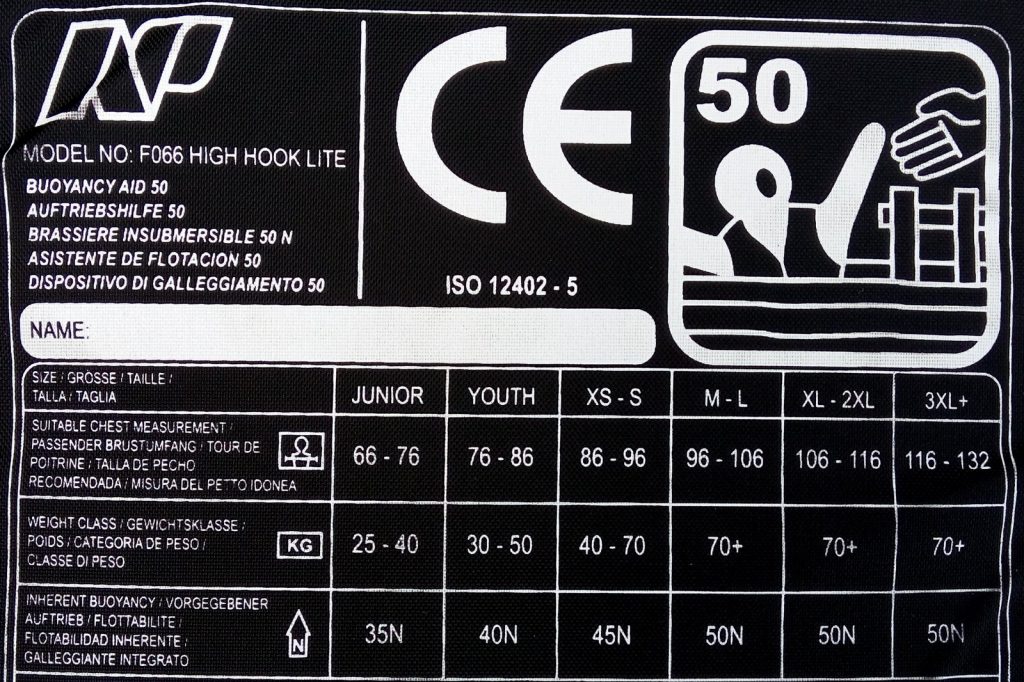 NP
MODEL NO: F066 HIGH HOOK LITE
BUOYANCY AID 50
AUFTRIEBSHILFE 50
BRASSIERE INSUBMERSIBLE 50 N
ASISTENTE DE FLOTACION 50
DISPOSITIVO DI GALLEGGIAMENTO 50
CE
ISO 12402 - 5
50
NAME:
SIZE / GRÖSSE / TAILLE /
TALLA / TAGLIA
JUNIOR YOUTH XS - S M - L XL - 2XL 3XL+
SUITABLE CHEST MEASUREMENT /
PASSENDER BRUSTUMFANG / TOUR DE
POITRINE / TALLA DE PECHO
RECOMENDADA / MISURA DEL PETTO IDONEA
66 - 76 76 - 86 86 - 96 96 - 106 106 - 116 116 - 132
WEIGHT CLASS / GEWICHTSKLASSE /
POIDS / CATEGORIA DE PESO /
CLASSE DI PESO
KG
25 - 40 30 - 50 40 - 70 70+ 70+ 70+
INHERENT BUOYANCY / VORGEGEBENER
AUFTRIEB / FLOTTABILITE /
FLOTABILIDAD INHERENTE /
GALLEGGIANTE INTEGRATO
N
35N 40N 45N 50N 50N 50N